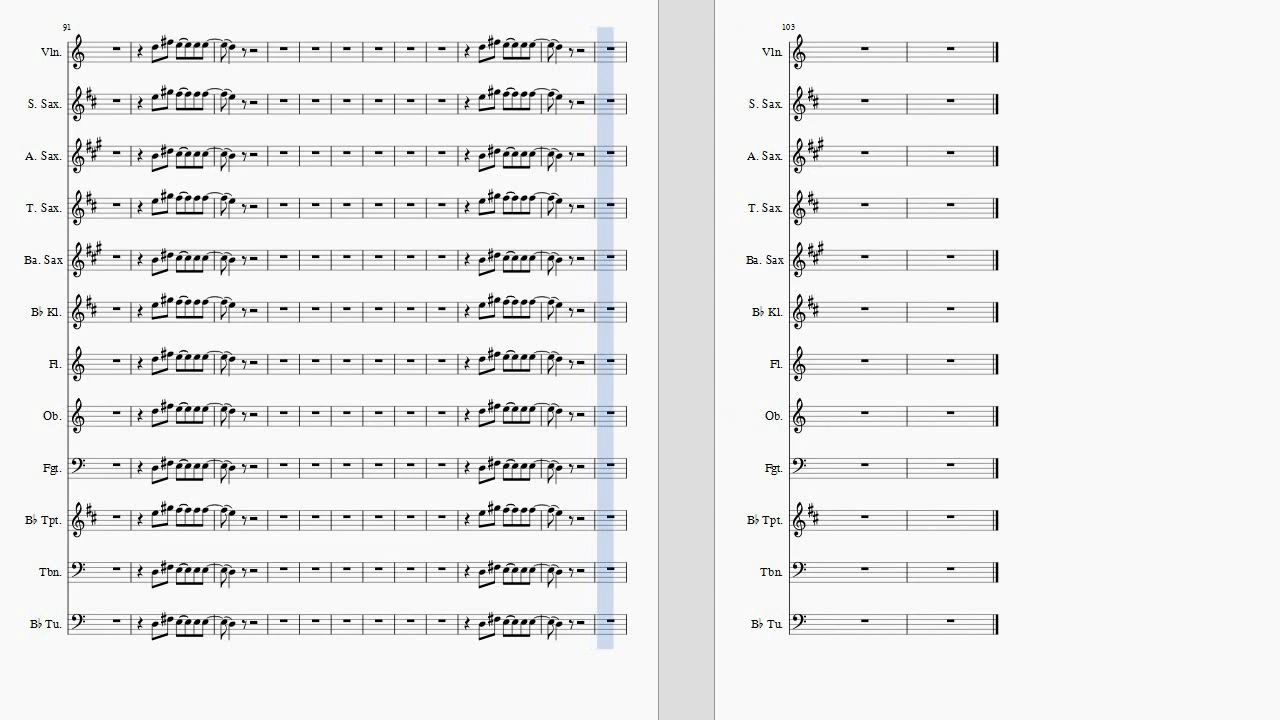 91
Vln.
S. Sax.
A. Sax.
T. Sax.
Ba. Sax
B♭ Kl.
Fl.
Ob.
Fgt.
B♭ Tpt.
Tbn.
B♭ Tu.
103
Vln.
S. Sax.
A. Sax.
T. Sax.
Ba. Sax
B♭ Kl.
Fl.
Ob.
Fgt.
B♭ Tpt.
Tbn.
B♭ Tu.